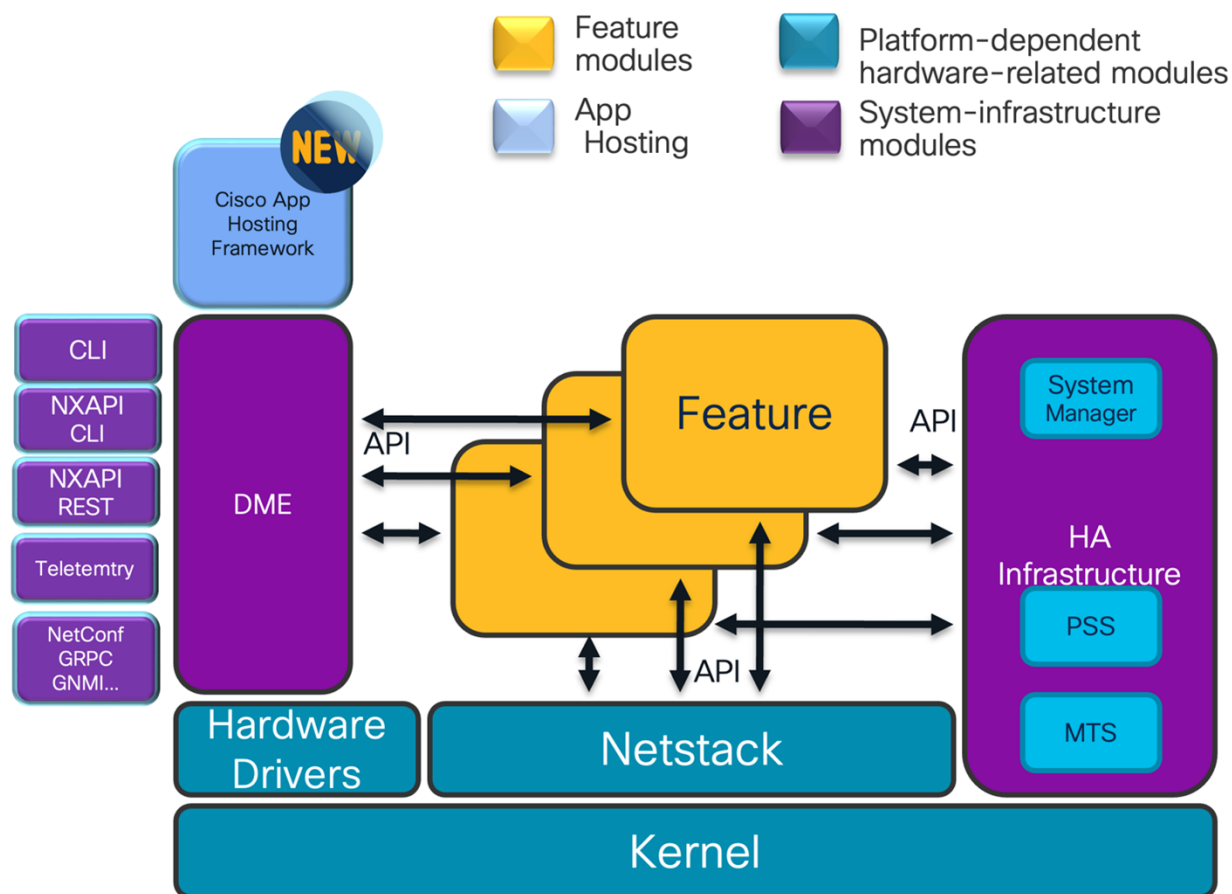 Feature
modules
Platform-dependent
hardware-related modules
App
Hosting
System-infrastructure
modules
NEW
Cisco App
Hosting
Framework
CLI
NXAPI
CLI
NXAPI
REST
Teletemtry
NetConf
GRPC
GNMI...
DME
API
Feature
API
API
System
Manager
HA
Infrastructure
PSS
MTS
Hardware
Drivers
Netstack
Kernel